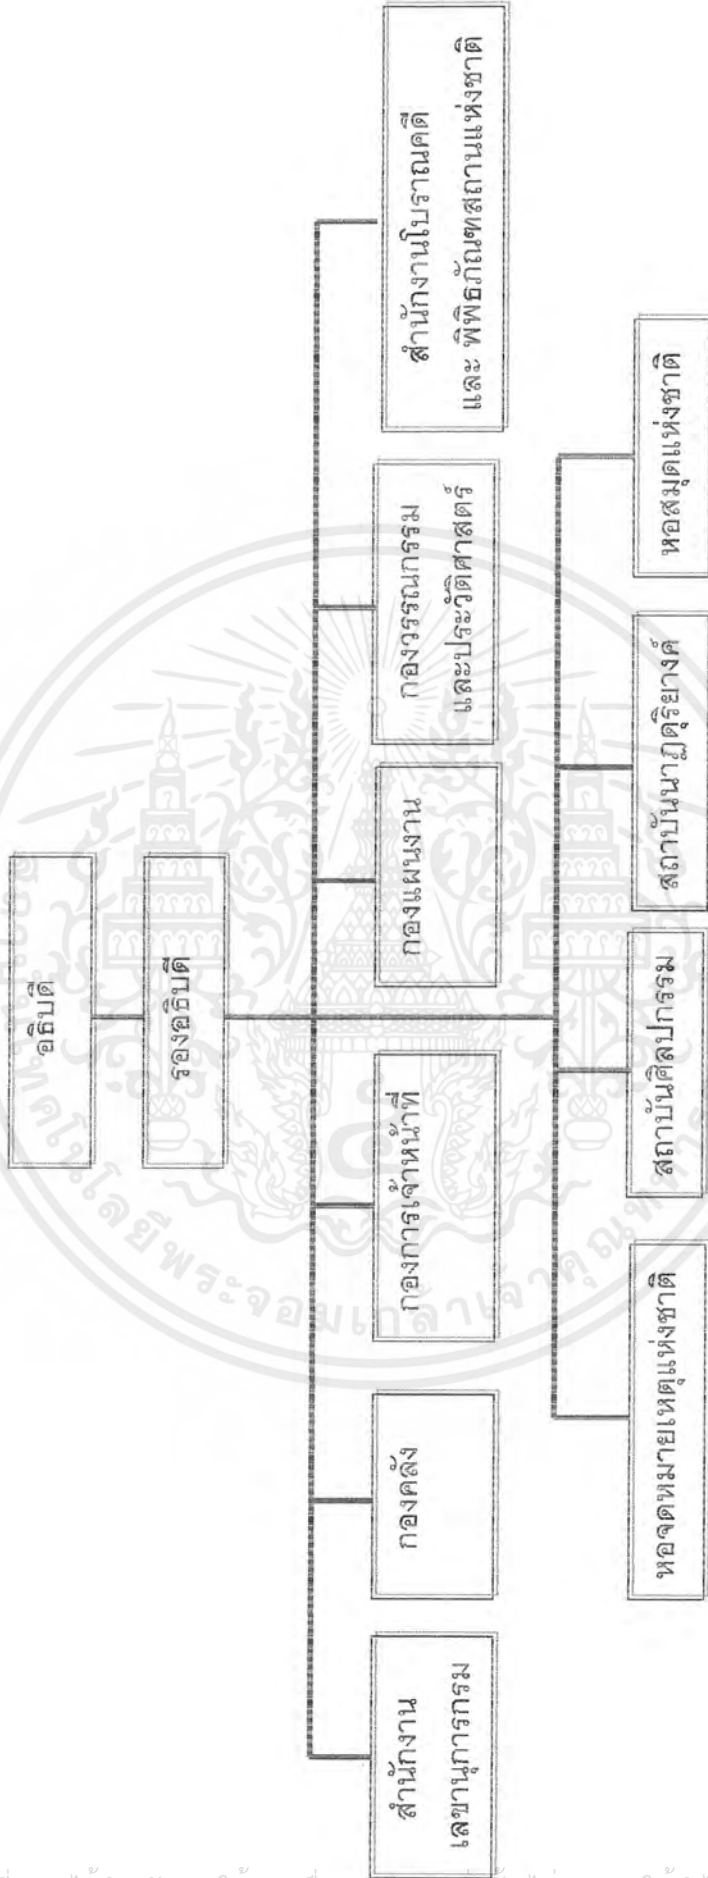 อธิบดี
รองอธิบดี
สำนักงาน
เลขานุการกรม
กองคลัง
กองการเจ้าหน้าที่
กองแผนงาน
กองวรรณกรรม
และประวัติศาสตร์
สำนักงานโบราณคดี
และ พิพิธภัณฑสถานแห่งชาติ
หอจดหมายเหตุแห่งชาติ
สถาบันศิลปกรรม
สถาบันนาฏดุริยางค์
หอสมุดแห่งชาติ